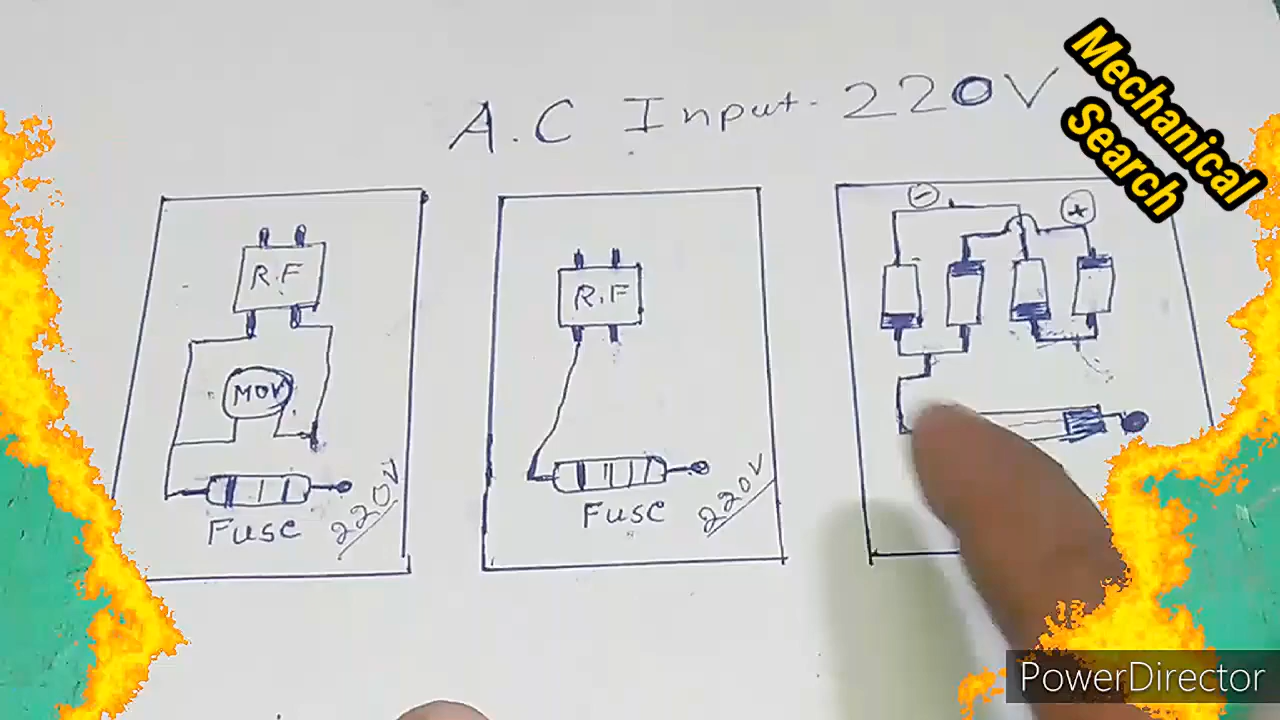 A.C Input - 220V
Mechanical
Search
R.F
MOV
Fuse
220V
R.F
Fuse
220V
-
+
PowerDirector